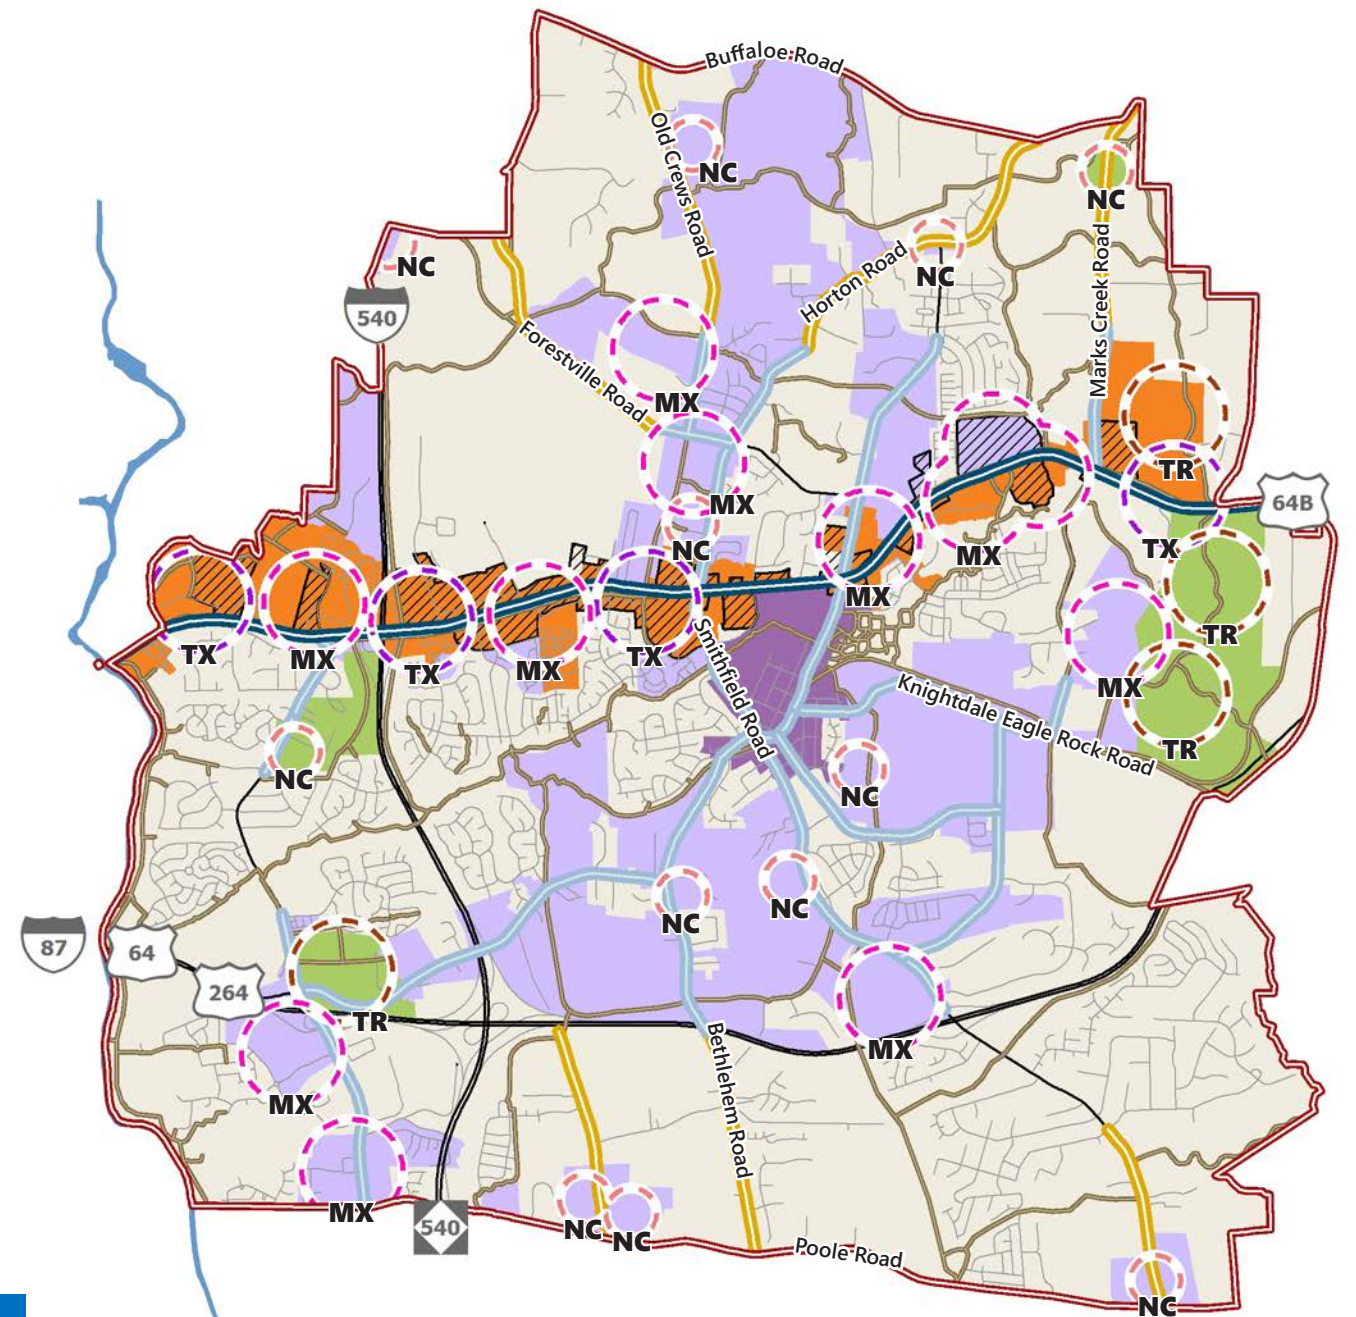 Buffaloe Road
Old Crews Road
NC
NC
NC
NC
540
Horton Road
Marks Creek Road
Forestville Road
MX
MX
TR
64B
NC
TX
MX
MX
TR
TX
MX
TX
MX
TX
Smithfield Road
MX
Knightdale Eagle Rock Road
TR
NC
NC
NC
NC
87
64
264
TR
MX
MX
Bethlehem Road
MX
540
NC
NC
Poole Road
NC